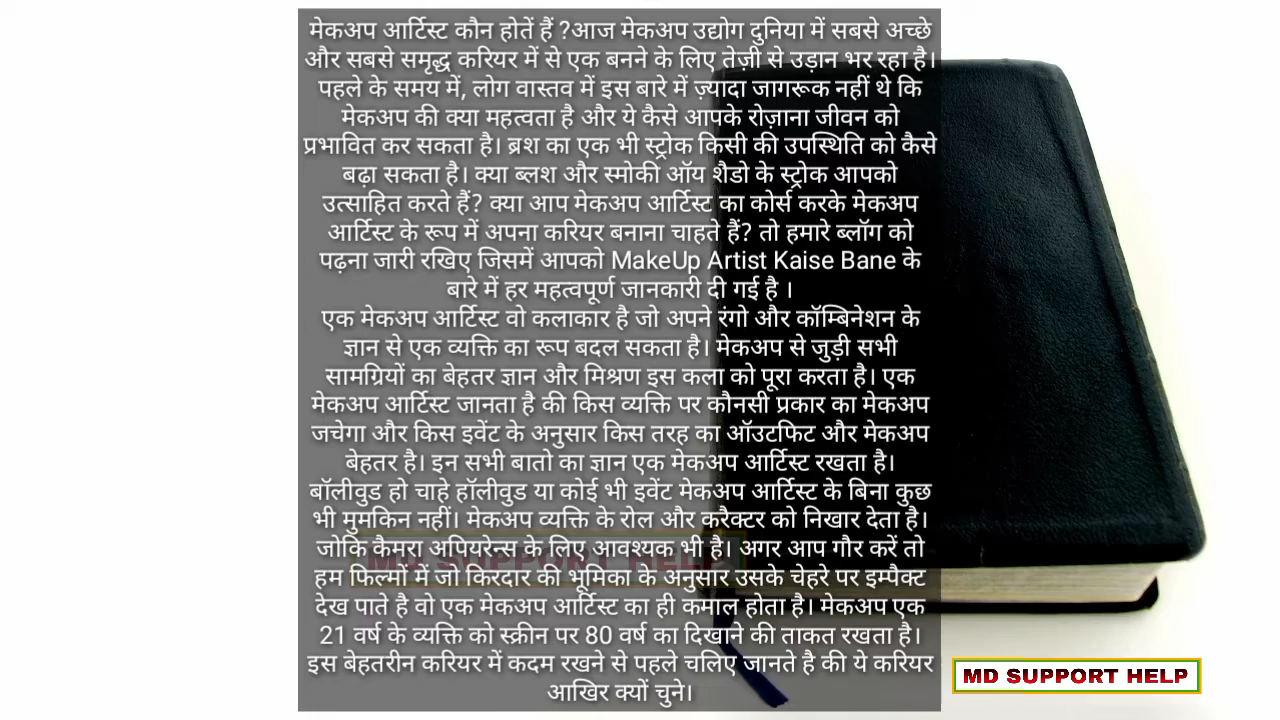 मेकअप आर्टिस्ट कौन होतें हैं ?आज मेकअप उद्योग दुनिया में सबसे अच्छे
और सबसे समृद्ध करियर में से एक बनने के लिए तेज़ी से उड़ान भर रहा है।
पहले के समय में, लोग वास्तव में इस बारे में ज़्यादा जागरूक नहीं थे कि
मेकअप की क्या महत्वता है और ये कैसे आपके रोज़ाना जीवन को
प्रभावित कर सकता है। ब्रश का एक भी स्ट्रोक किसी की उपस्थिति को कैसे
बढ़ा सकता है। क्या ब्लश और स्मोकी ऑय शैडो के स्ट्रोक आपको
उत्साहित करते हैं? क्या आप मेकअप आर्टिस्ट का कोर्स करके मेकअप
आर्टिस्ट के रूप में अपना करियर बनाना चाहते हैं? तो हमारे ब्लॉग को
पढ़ना जारी रखिए जिसमें आपको MakeUp Artist Kaise Bane के
बारे में हर महत्वपूर्ण जानकारी दी गई है ।
एक मेकअप आर्टिस्ट वो कलाकार है जो अपने रंगो और कॉम्बिनेशन के
ज्ञान से एक व्यक्ति का रूप बदल सकता है। मेकअप से जुड़ी सभी
सामग्रियों का बेहतर ज्ञान और मिश्रण इस कला को पूरा करता है। एक
मेकअप आर्टिस्ट जानता है की किस व्यक्ति पर कौनसी प्रकार का मेकअप
जचेगा और किस इवेंट के अनुसार किस तरह का ऑउटफिट और मेकअप
बेहतर है। इन सभी बातो का ज्ञान एक मेकअप आर्टिस्ट रखता है।
बॉलीवुड हो चाहे हॉलीवुड या कोई भी इवेंट मेकअप आर्टिस्ट के बिना कुछ
भी मुमकिन नहीं। मेकअप व्यक्ति के रोल और करैक्टर को निखार देता है।
जोकि कैमरा अपियरेन्स के लिए आवश्यक भी है। अगर आप गौर करें तो
हम फिल्मों में जो किरदार की भूमिका के अनुसार उसके चेहरे पर इम्पैक्ट
देख पाते है वो एक मेकअप आर्टिस्ट का ही कमाल होता है। मेकअप एक
21 वर्ष के व्यक्ति को स्क्रीन पर 80 वर्ष का दिखाने की ताकत रखता है।
इस बेहतरीन करियर में कदम रखने से पहले चलिए जानते है की ये करियर
आखिर क्यों चुने।
MD SUPPORT HELP
MD SUPPORT HELP